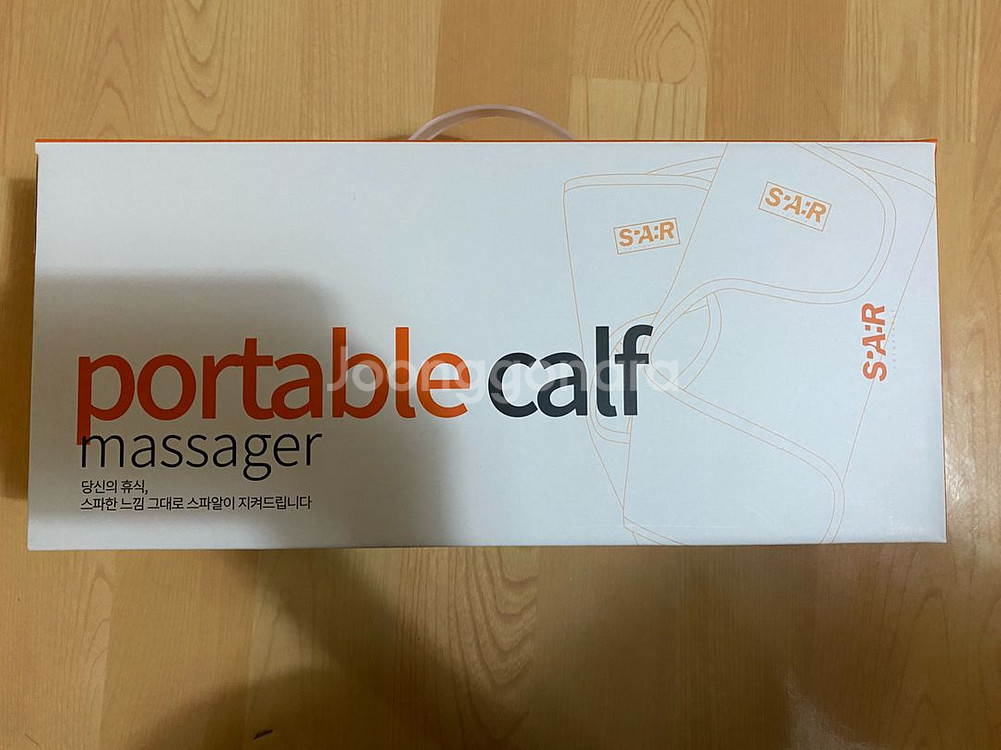 S:A:R
S:A:R
S:A:R
portable calf
massager
당신의 휴식,
스파한 느낌 그대로 스파알이 지켜드립니다
Joonggonara